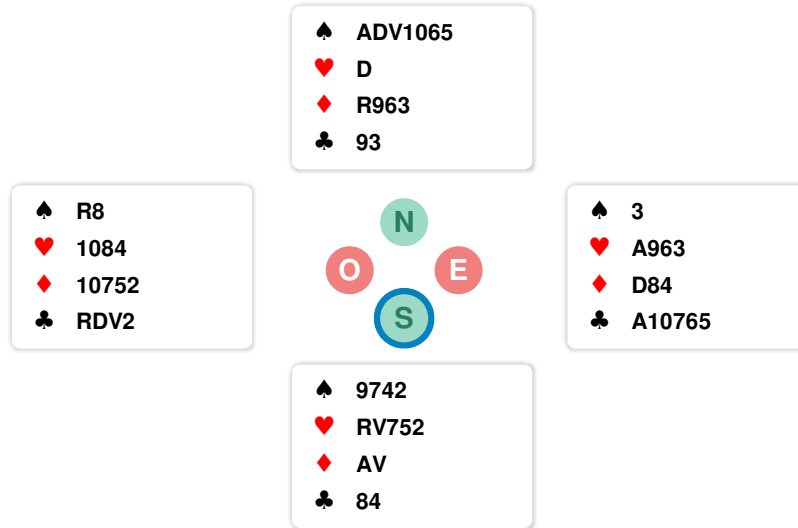 ♠ ADV1065
♥ D
♦ R963
♣ 93
♠ R8
♥ 1084
♦ 10752
♣ RDV2
N
O E
S
♠ 3
♥ A963
♦ D84
♣ A10765
♠ 9742
♥ RV752
♦ AV
♣ 84